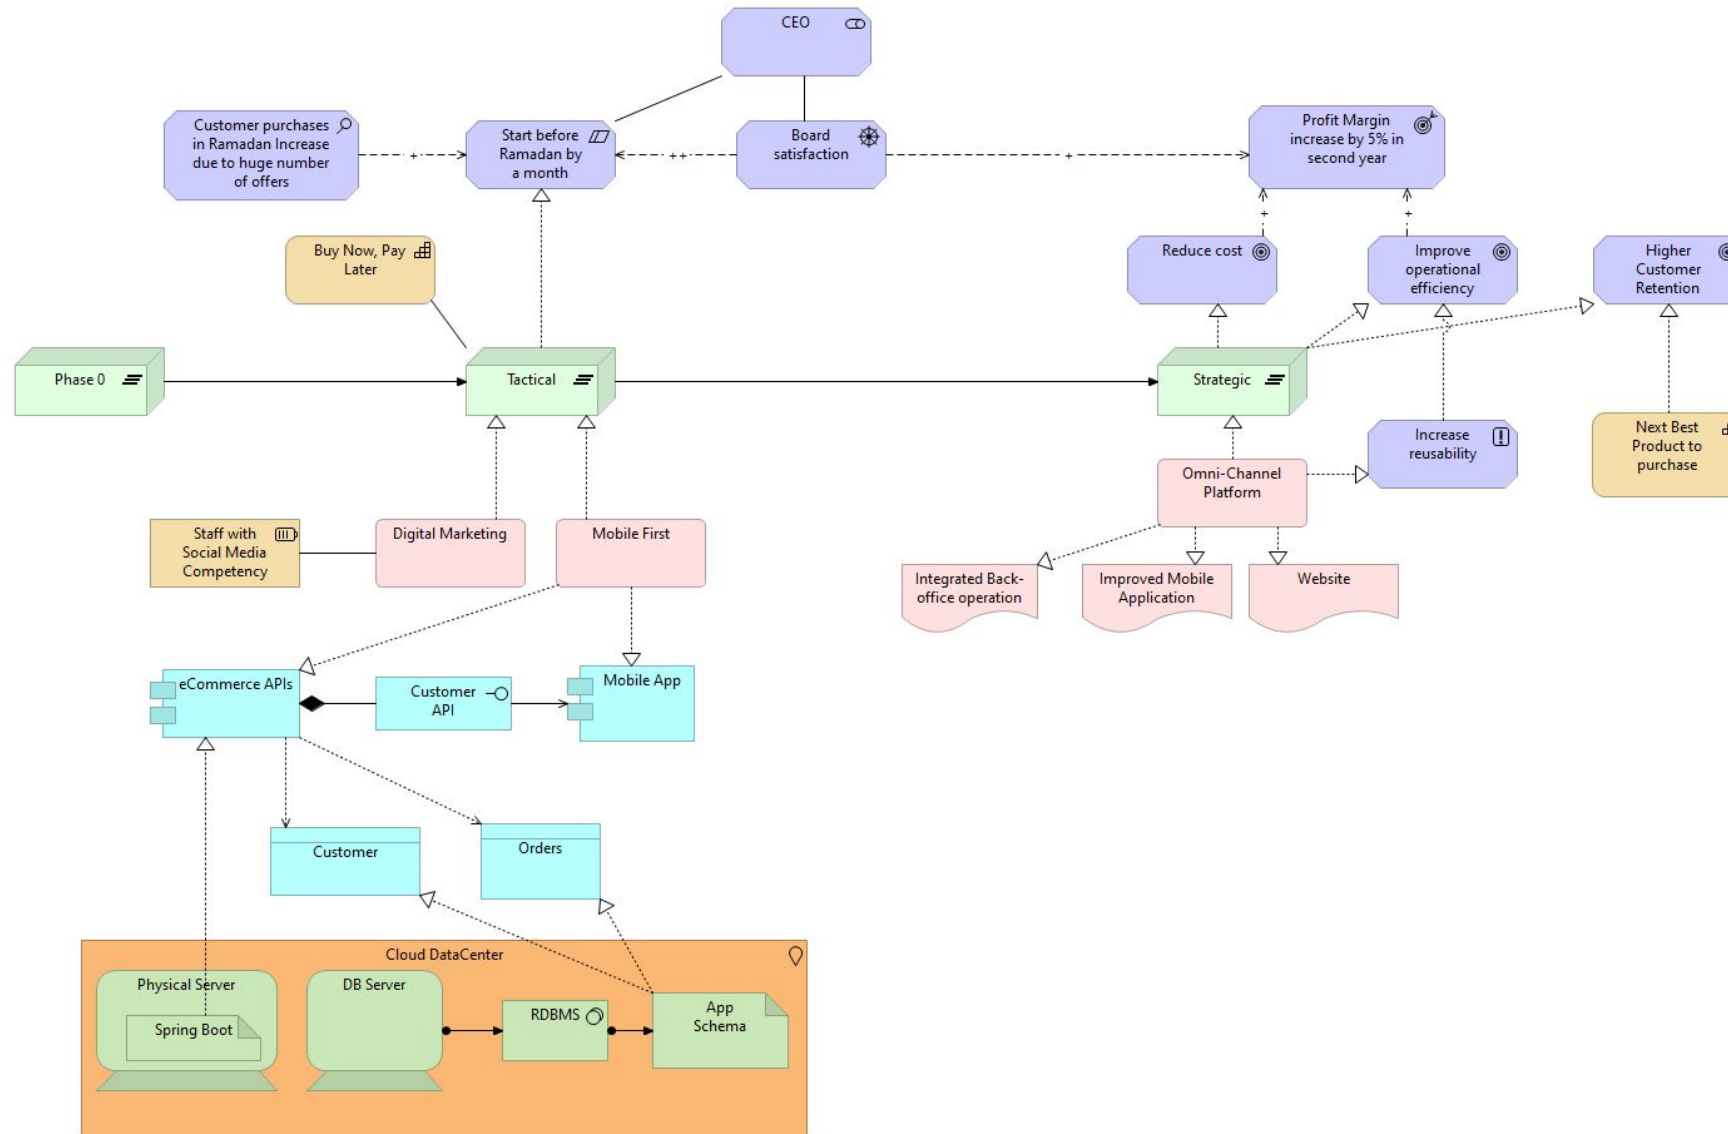 CEO
Customer purchases
in Ramadan Increase
due to huge number
of offers
+
Start before
Ramadan by
a month
++
Board
satisfaction
+
Profit Margin
increase by 5% in
second year
+
+
Buy Now, Pay
Later
Reduce cost
Improve
operational
efficiency
Higher
Customer
Retention
Phase 0
Tactical
Strategic
Increase
reusability
Next Best
Product to
purchase
Omni-Channel
Platform
Staff with
Social Media
Competency
Digital Marketing
Mobile First
Integrated Back-
office operation
Improved Mobile
Application
Website
eCommerce APIs
Customer
API
Mobile App
Customer
Orders
Cloud DataCenter
Physical Server
DB Server
Spring Boot
RDBMS
App
Schema